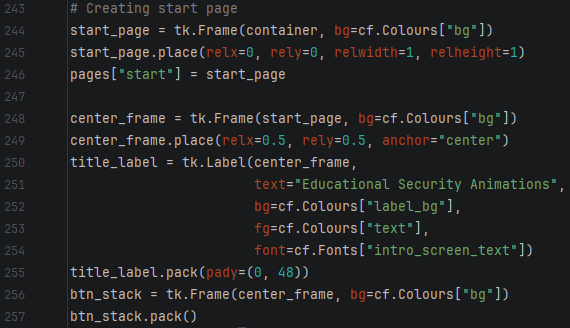 243 # Creating start page
244 start_page = tk.Frame(container, bg=cf.Colours["bg"])
245 start_page.place(relx=0, rely=0, relwidth=1, relheight=1)
246 pages["start"] = start_page
247
248 center_frame = tk.Frame(start_page, bg=cf.Colours["bg"])
249 center_frame.place(relx=0.5, rely=0.5, anchor="center")
250 title_label = tk.Label(center_frame,
251 text="Educational Security Animations",
252 bg=cf.Colours["label_bg"],
253 fg=cf.Colours["text"],
254 font=cf.Fonts["intro_screen_text"])
255 title_label.pack(pady=(0, 48))
256 btn_stack = tk.Frame(center_frame, bg=cf.Colours["bg"])
257 btn_stack.pack()